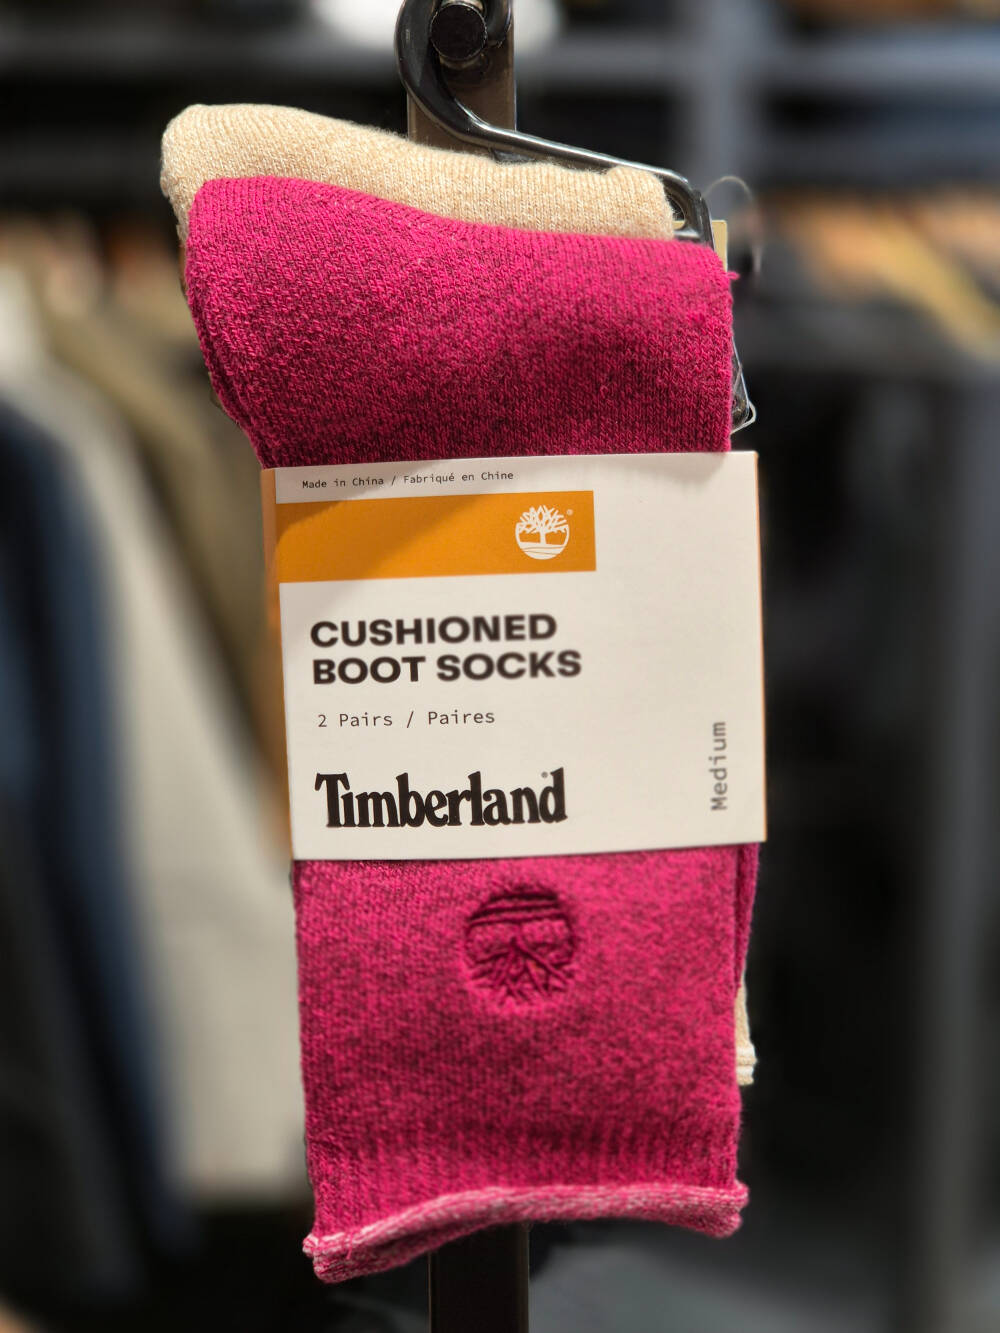 Made in China / Fabriqué en Chine
®
CUSHIONED
BOOT SOCKS
2 Pairs / Paires
Timberland®
Medium